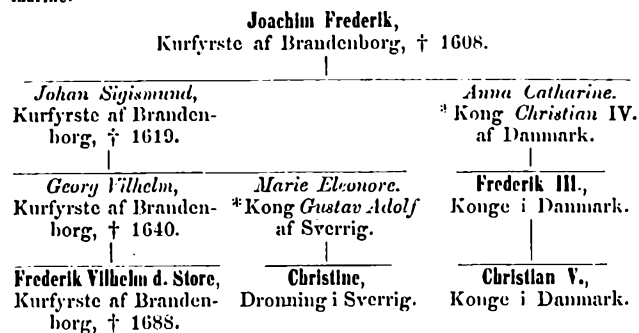 Joachim Frederik,
Kurfyrste af Brandenborg, † 1608.
Johan Sigismund,
Kurfyrste af Branden-
borg, † 1619.
Anna Catharine.
* Kong Christian IV.
af Danmark.
Georg Vilhelm,
Kurfyrste af Branden-
borg, † 1640.
Marie Eleonore.
*Kong Gustav Adolf
af Sverrig.
Frederik III.,
Konge i Danmark.
Frederik Vilhelm d. Store,
Kurfyrste af Branden-
borg, † 1688.
Christine,
Dronning i Sverrig.
Christian V.,
Konge i Danmark.